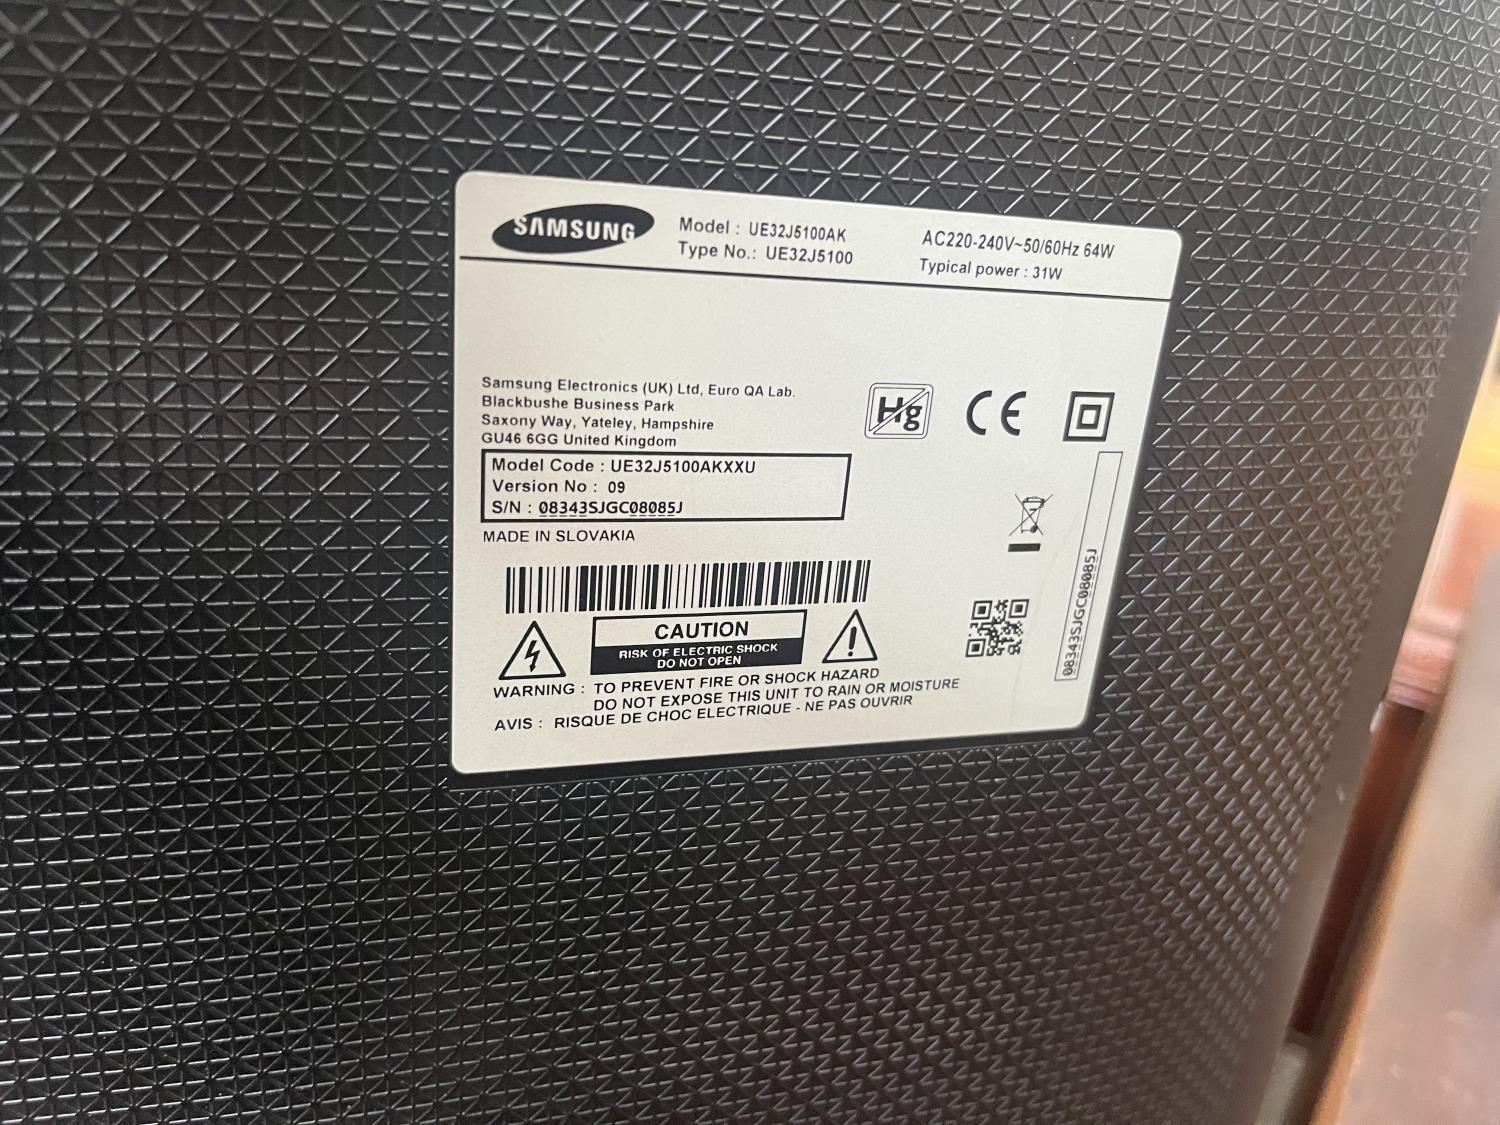 SAMSUNG
Model : UE32J5100AK
Type No.: UE32J5100
AC220-240V~50/60Hz 64W
Typical power : 31W
Samsung Electronics (UK) Ltd, Euro QA Lab.
Blackbushe Business Park
Saxony Way, Yateley, Hampshire
GU46 6GG United Kingdom
Hg
CE
Model Code : UE32J5100AKXXU
Version No : 09
S/N : 08343SJGC08085J
MADE IN SLOVAKIA
08343SJGC08085J
CAUTION
RISK OF ELECTRIC SHOCK
DO NOT OPEN
WARNING : TO PREVENT FIRE OR SHOCK HAZARD
DO NOT EXPOSE THIS UNIT TO RAIN OR MOISTURE
AVIS : RISQUE DE CHOC ELECTRIQUE - NE PAS OUVRIR